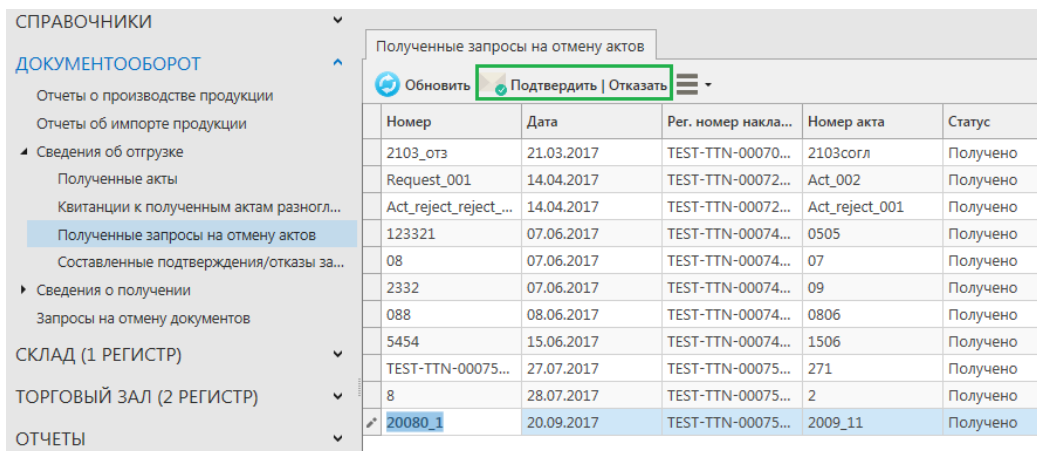 СПРАВОЧНИКИ
ДОКУМЕНТООБОРОТ
Отчеты о производстве продукции
Отчеты об импорте продукции
Сведения об отгрузке
Полученные акты
Квитанции к полученным актам разногл...
Полученные запросы на отмену актов
Составленные подтверждения/отказы за...
Сведения о получении
Запросы на отмену документов
СКЛАД (1 РЕГИСТР)
ТОРГОВЫЙ ЗАЛ (2 РЕГИСТР)
ОТЧЕТЫ
Полученные запросы на отмену актов
Обновить Подтвердить | Отказать
Номер Дата Рег. номер накла... Номер акта Статус
2103_отз 21.03.2017 TEST-TTN-00070... 2103согл Получено
Request_001 14.04.2017 TEST-TTN-00072... Act_002 Получено
Act_reject_reject_... 14.04.2017 TEST-TTN-00072... Act_reject_001 Получено
123321 07.06.2017 TEST-TTN-00074... 0505 Получено
08 07.06.2017 TEST-TTN-00074... 07 Получено
2332 07.06.2017 TEST-TTN-00074... 09 Получено
088 08.06.2017 TEST-TTN-00074... 0806 Получено
5454 15.06.2017 TEST-TTN-00074... 1506 Получено
TEST-TTN-00075... 27.07.2017 TEST-TTN-00075... 271 Получено
8 28.07.2017 TEST-TTN-00075... 2 Получено
20080_1 20.09.2017 TEST-TTN-00075... 2009_11 Получено